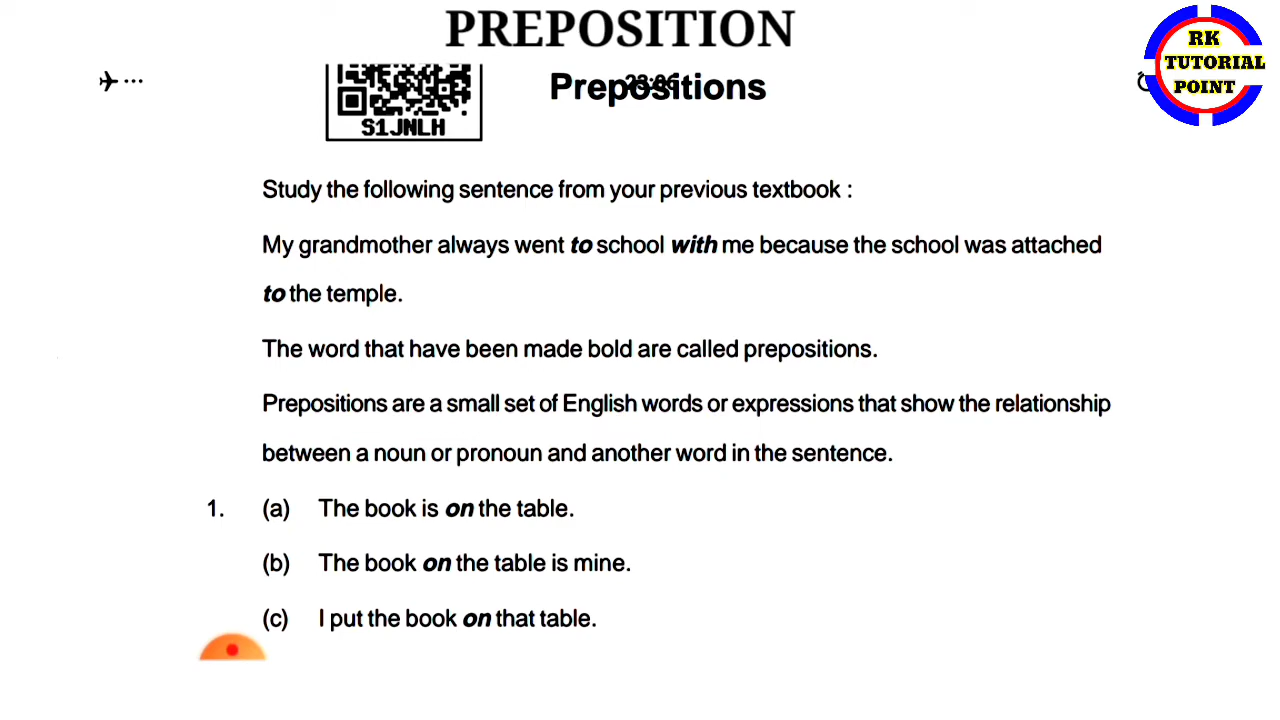 PREPOSITION
RK
TUTORIAL
POINT
Prepositions
S1JNLH
Study the following sentence from your previous textbook :
My grandmother always went to school with me because the school was attached
to the temple.
The word that have been made bold are called prepositions.
Prepositions are a small set of English words or expressions that show the relationship
between a noun or pronoun and another word in the sentence.
1. (a) The book is on the table.
(b) The book on the table is mine.
(c) I put the book on that table.